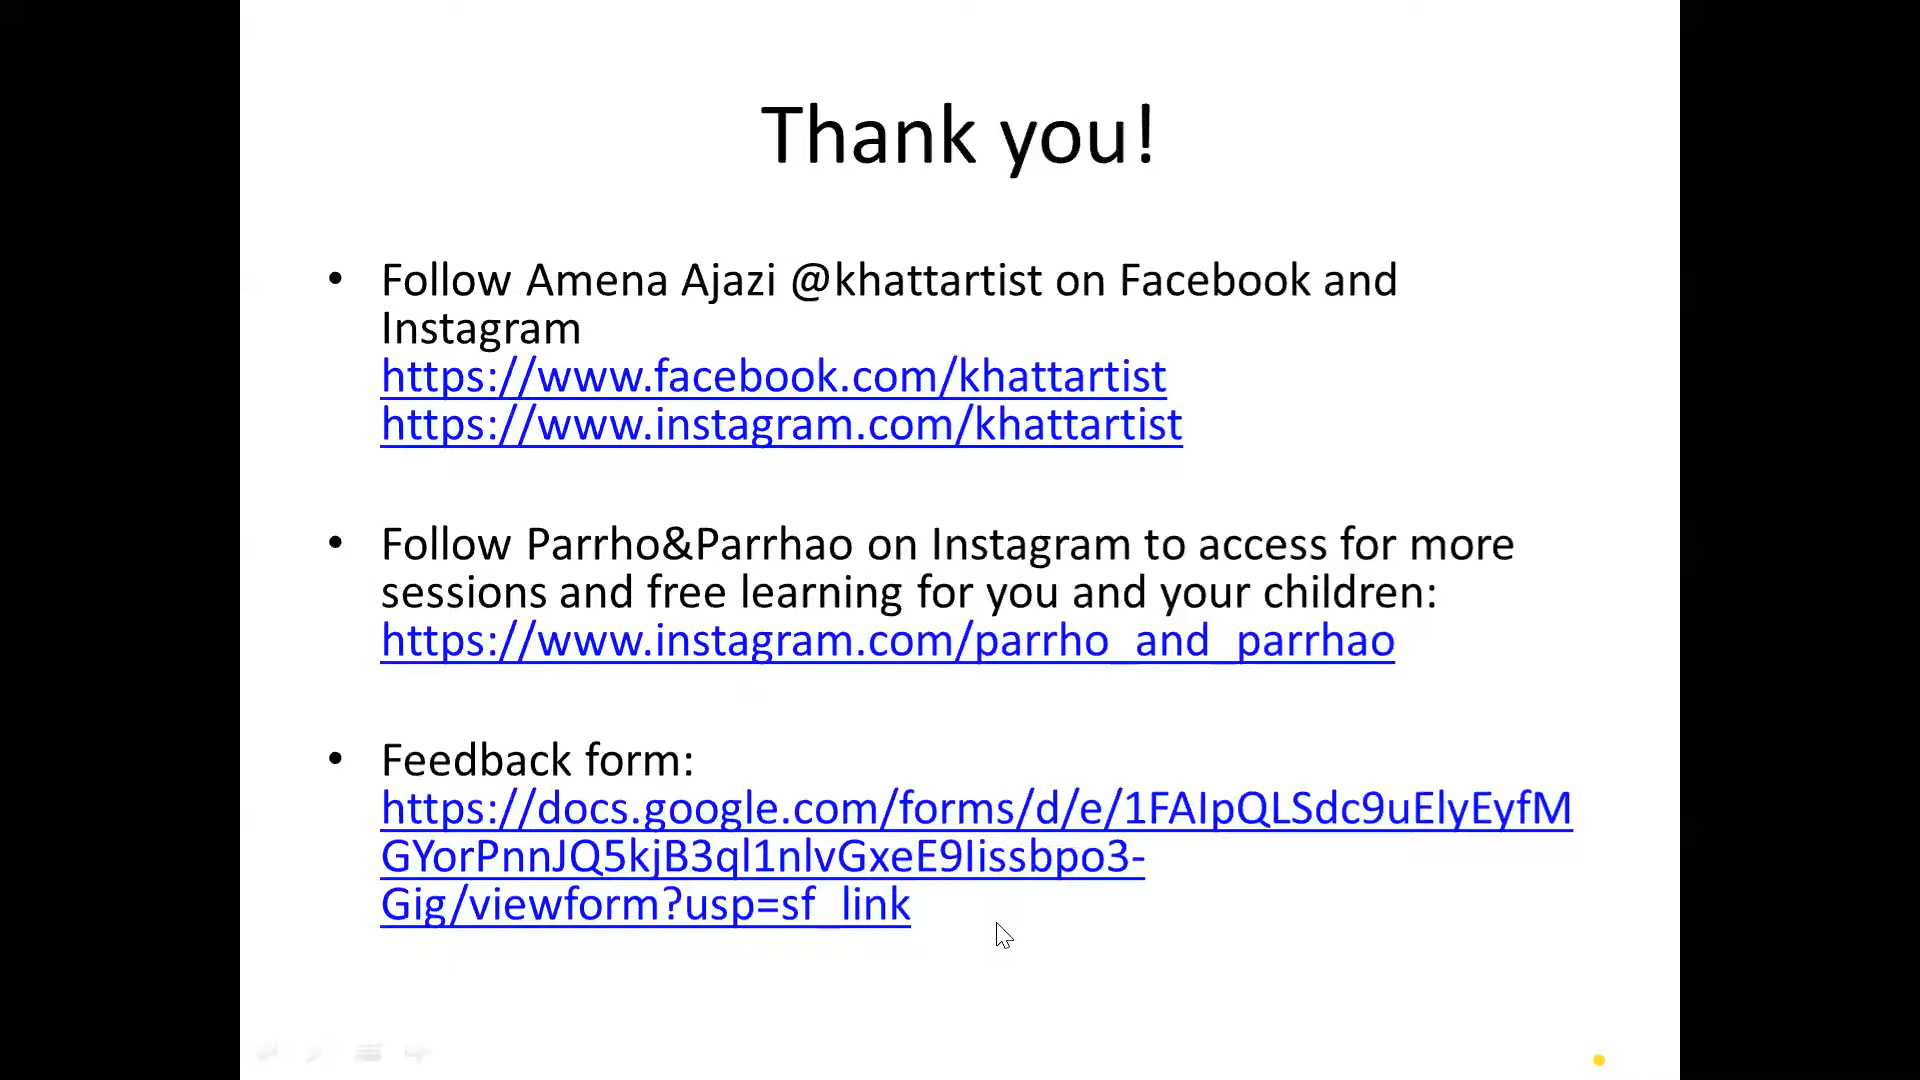 Thank you!
• Follow Amena Ajazi @khattartist on Facebook and
Instagram
https://www.facebook.com/khattartist
https://www.instagram.com/khattartist
• Follow Parrho&Parrhao on Instagram to access for more
sessions and free learning for you and your children:
https://www.instagram.com/parrho_and_parrhao
• Feedback form:
https://docs.google.com/forms/d/e/1FAIpQLSdc9uElyEyfM
GYorPnnJQ5kjB3ql1nlvGxeE9Iissbpo3-
Gig/viewform?usp=sf_link